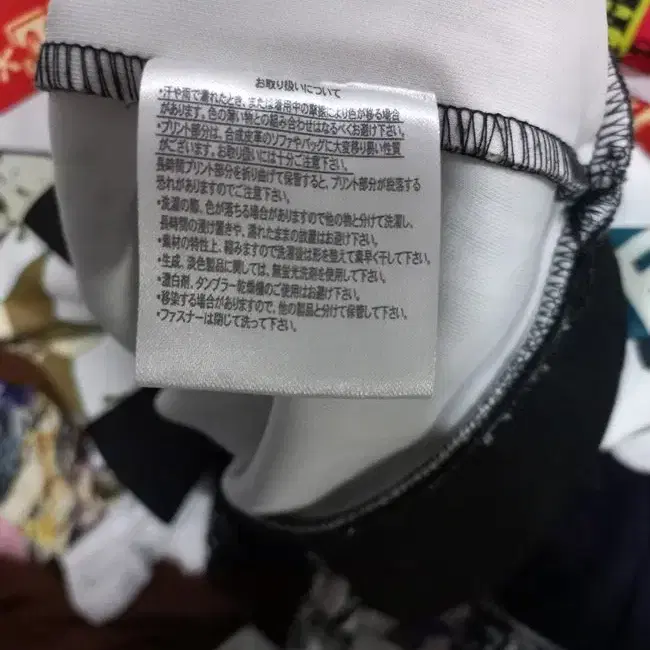 お取り扱いについて
・汗や雨で濡れたとき、または着用中の摩擦により色が移る場合
があります。色の薄い物との組み合わせはなるべくお避け下さい。
・プリント部分は、合成皮革のソファやバッグに大変移り易い性質
がございます。お取り扱いには十分ご注意下さい。
長時間プリント部分を折り曲げて保管すると、プリント部分が脱落する
恐れがありますのでご注意下さい。
・洗濯の際、色が落ちる場合がありますので他の物と分けて洗濯し、
長時間の浸け置きや、濡れたままの放置はお避け下さい。
・素材の特性上、縮みますので洗濯後は形を整えて素早く干して下さい。
・生成、淡色製品に関しては、無蛍光洗剤を使用して下さい。
・漂白剤、タンブラー乾燥機のご使用はお避け下さい。
・移染する場合がありますので、他の製品と分けて保管して下さい。
・ファスナーは閉じて洗って下さい。